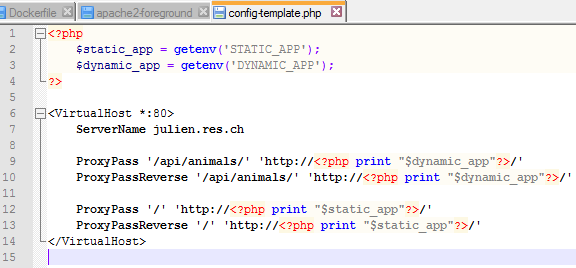 Dockerfile apache2-foreground config-template.php
1 <?php
2 $static_app = getenv('STATIC_APP');
3 $dynamic_app = getenv('DYNAMIC_APP');
4 ?>
5
6 <VirtualHost *:80>
7 ServerName julien.res.ch
8
9 ProxyPass '/api/animals/' 'http://<?php print "$dynamic_app"?>/'
10 ProxyPassReverse '/api/animals/' 'http://<?php print "$dynamic_app"?>/'
11
12 ProxyPass '/' 'http://<?php print "$static_app"?>/'
13 ProxyPassReverse '/' 'http://<?php print "$static_app"?>/'
14 </VirtualHost>
15